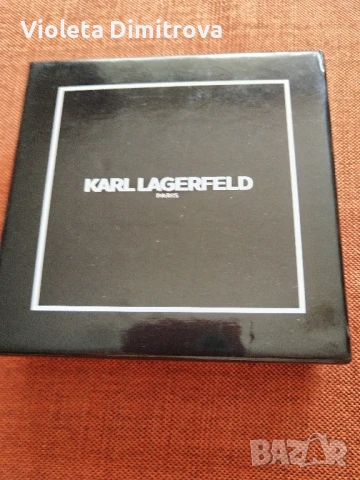 Violeta Dimitrova
KARL LAGERFELD
PARIS
BAZAR